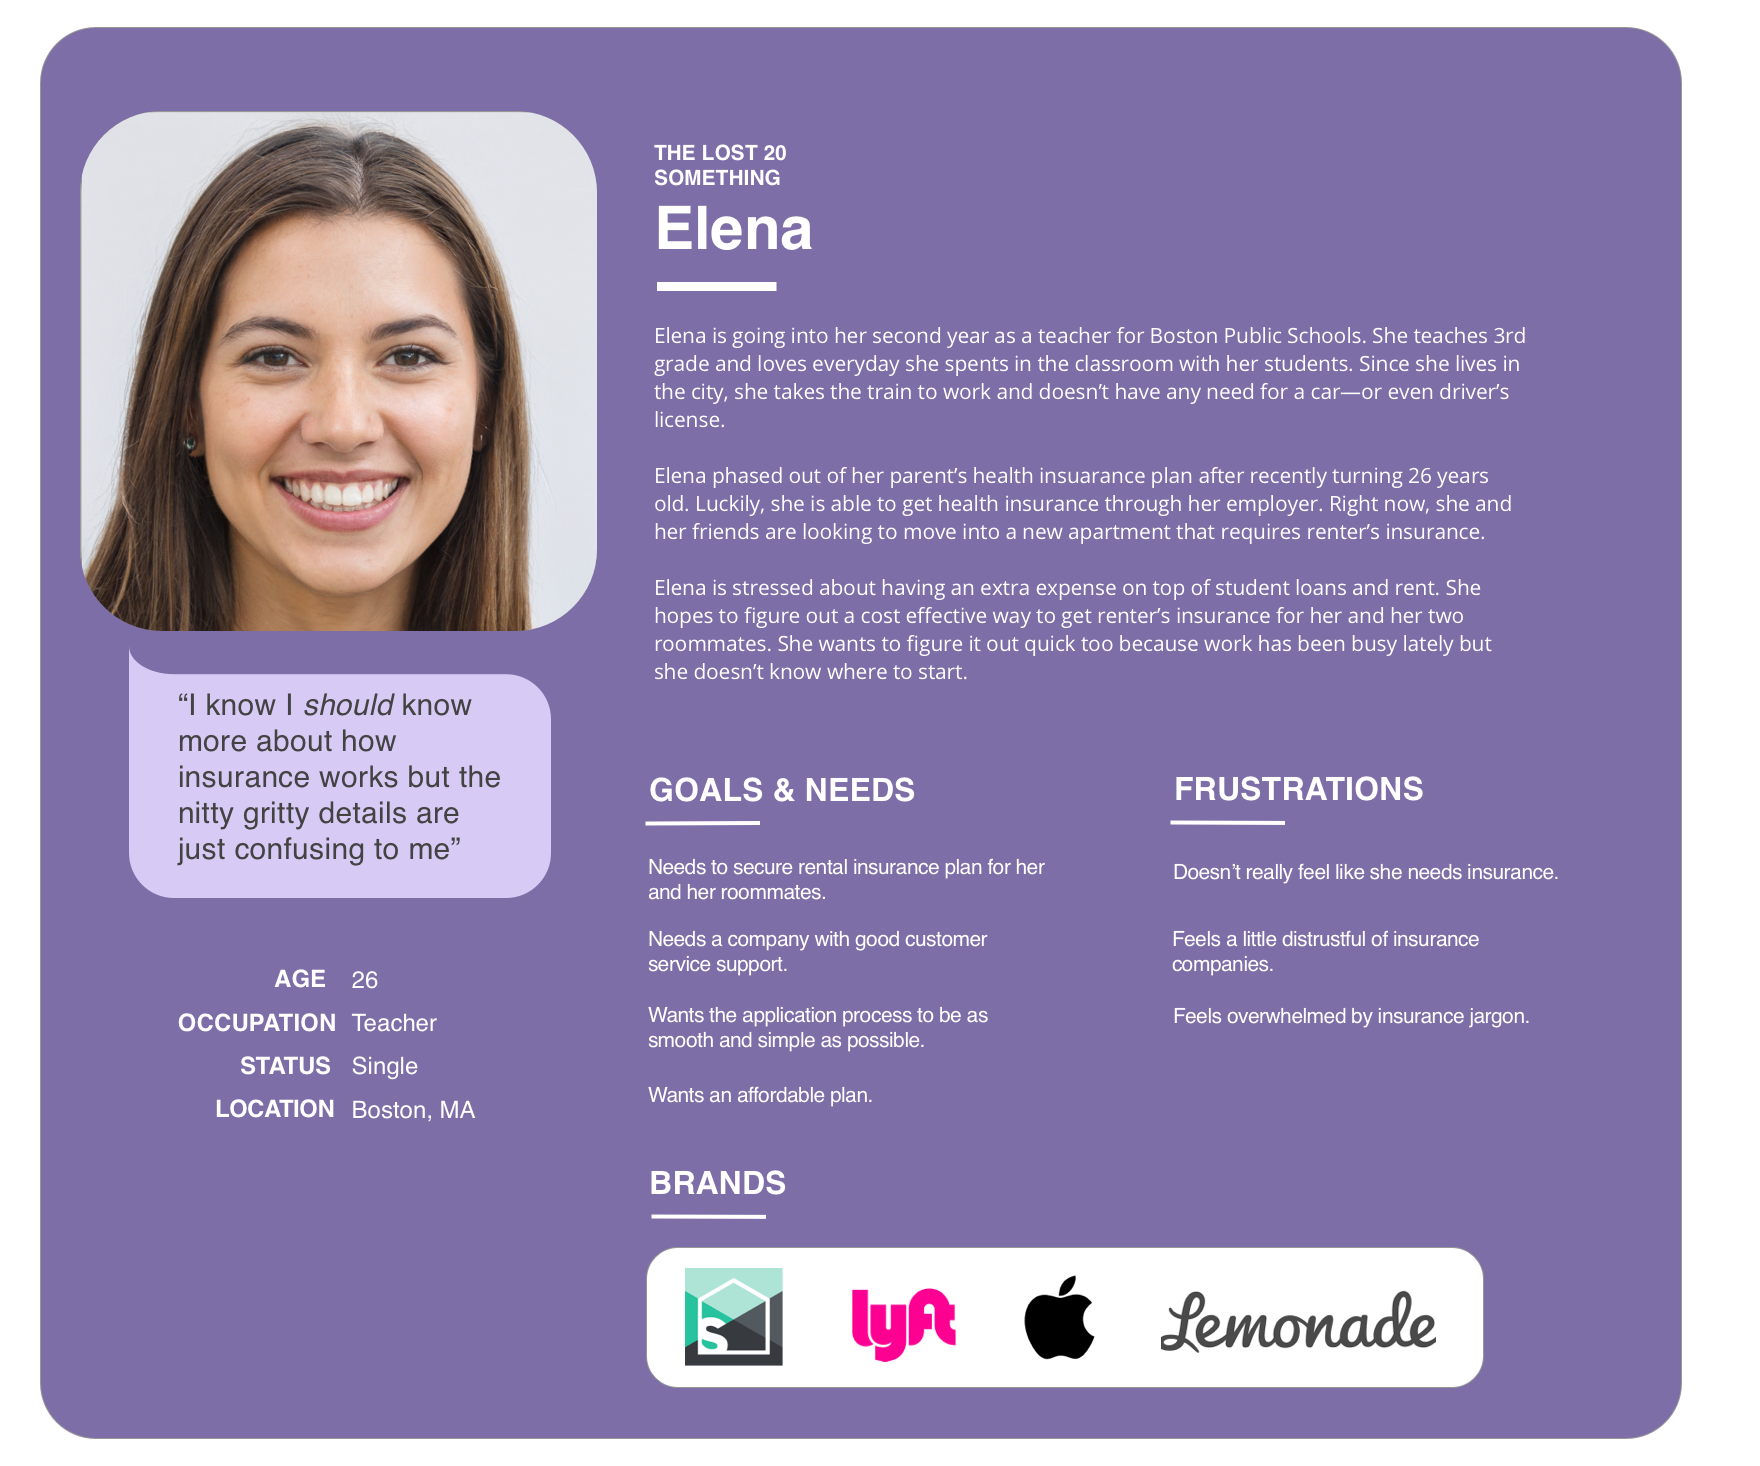 THE LOST 20
SOMETHING
Elena
Elena is going into her second year as a teacher for Boston Public Schools. She teaches 3rd
grade and loves everyday she spents in the classroom with her students. Since she lives in
the city, she takes the train to work and doesn’t have any need for a car—or even driver’s
license.
Elena phased out of her parent’s health insuarance plan after recently turning 26 years
old. Luckily, she is able to get health insurance through her employer. Right now, she and
her friends are looking to move into a new apartment that requires renter’s insurance.
Elena is stressed about having an extra expense on top of student loans and rent. She
hopes to figure out a cost effective way to get renter’s insurance for her and her two
roommates. She wants to figure it out quick too because work has been busy lately but
she doesn’t know where to start.
“I know I should know
more about how
insurance works but the
nitty gritty details are
just confusing to me”
AGE 26
OCCUPATION Teacher
STATUS Single
LOCATION Boston, MA
GOALS & NEEDS
Needs to secure rental insurance plan for her
and her roommates.
Needs a company with good customer
service support.
Wants the application process to be as
smooth and simple as possible.
Wants an affordable plan.
FRUSTRATIONS
Doesn’t really feel like she needs insurance.
Feels a little distrustful of insurance
companies.
Feels overwhelmed by insurance jargon.
BRANDS
S
lyft
Lemonade